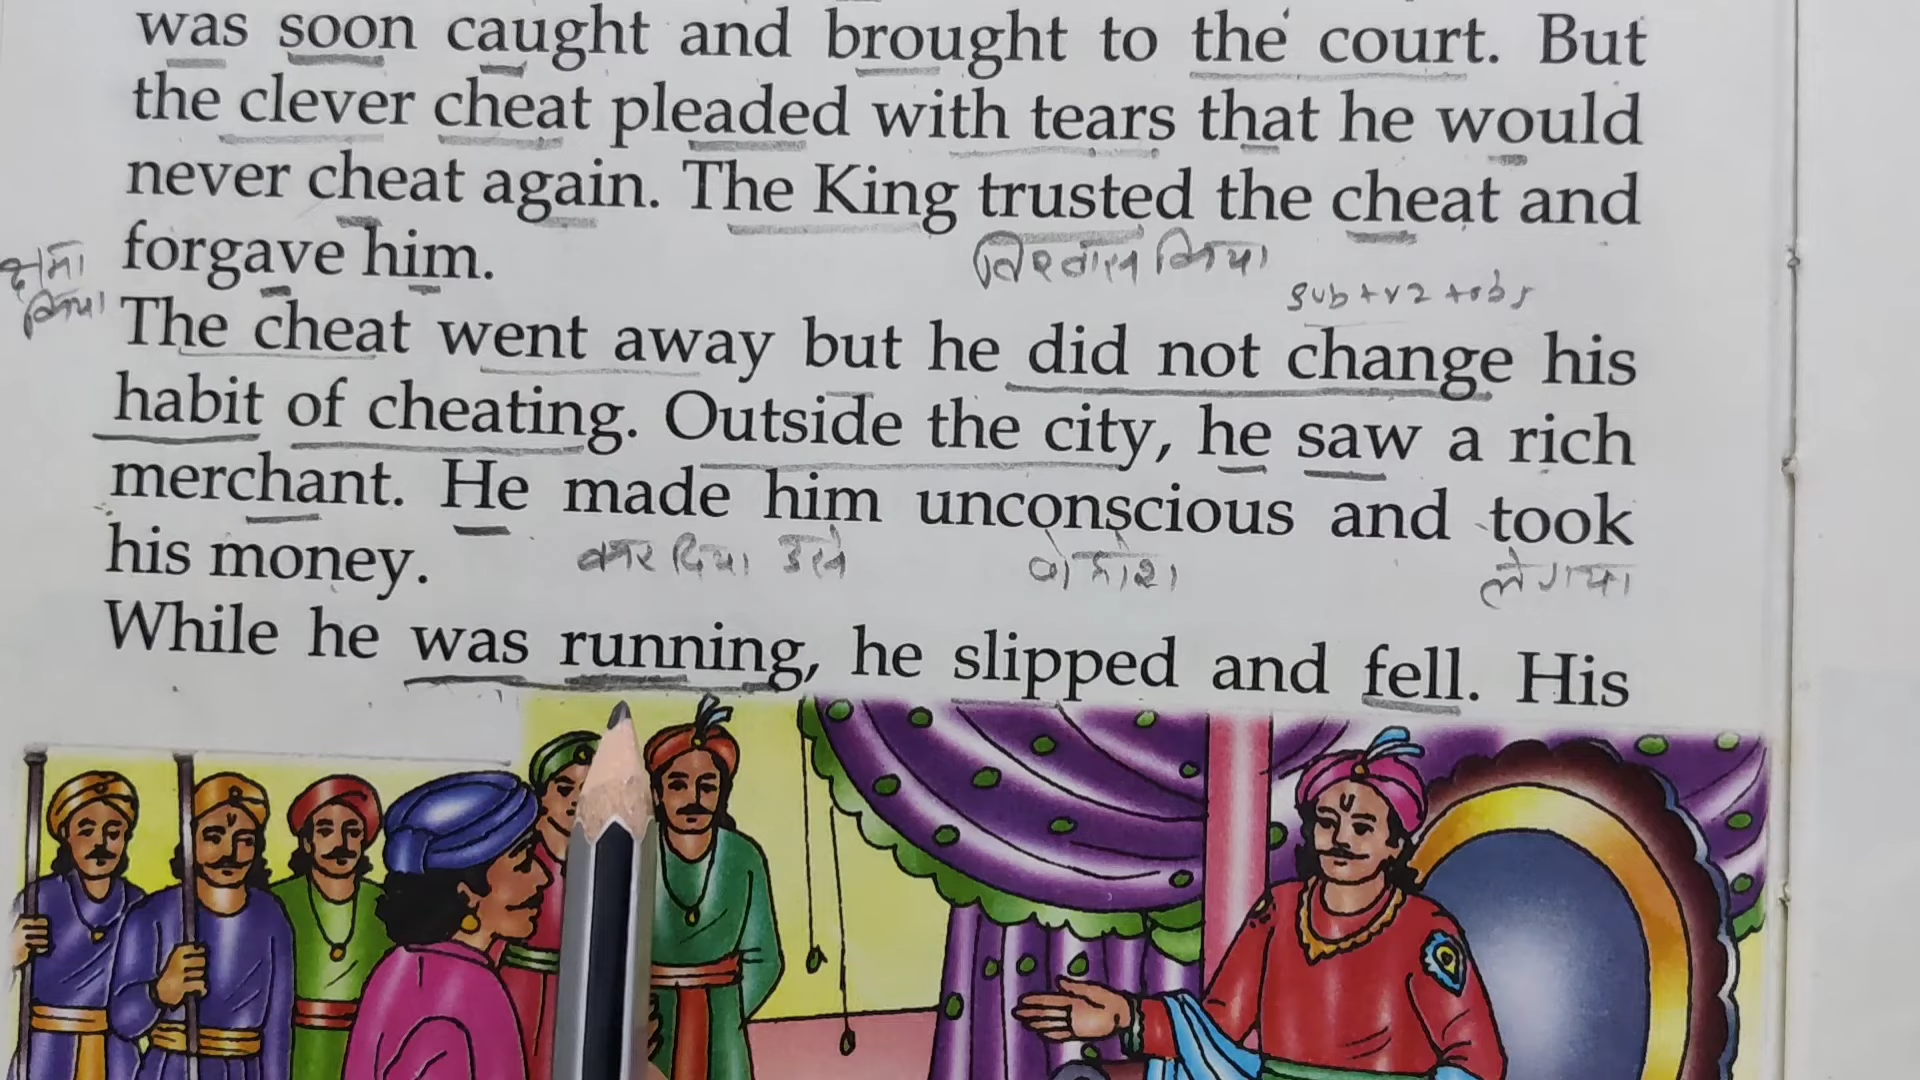 was soon caught and brought to the court. But
the clever cheat pleaded with tears that he would
never cheat again. The King trusted the cheat and
forgave him.
क्षमा
किया
विश्वास किया
sub + v2 + obj
The cheat went away but he did not change his
habit of cheating. Outside the city, he saw a rich
merchant. He made him unconscious and took
his money.
कर दिया उसे
ले गया
While he was running, he slipped and fell. His